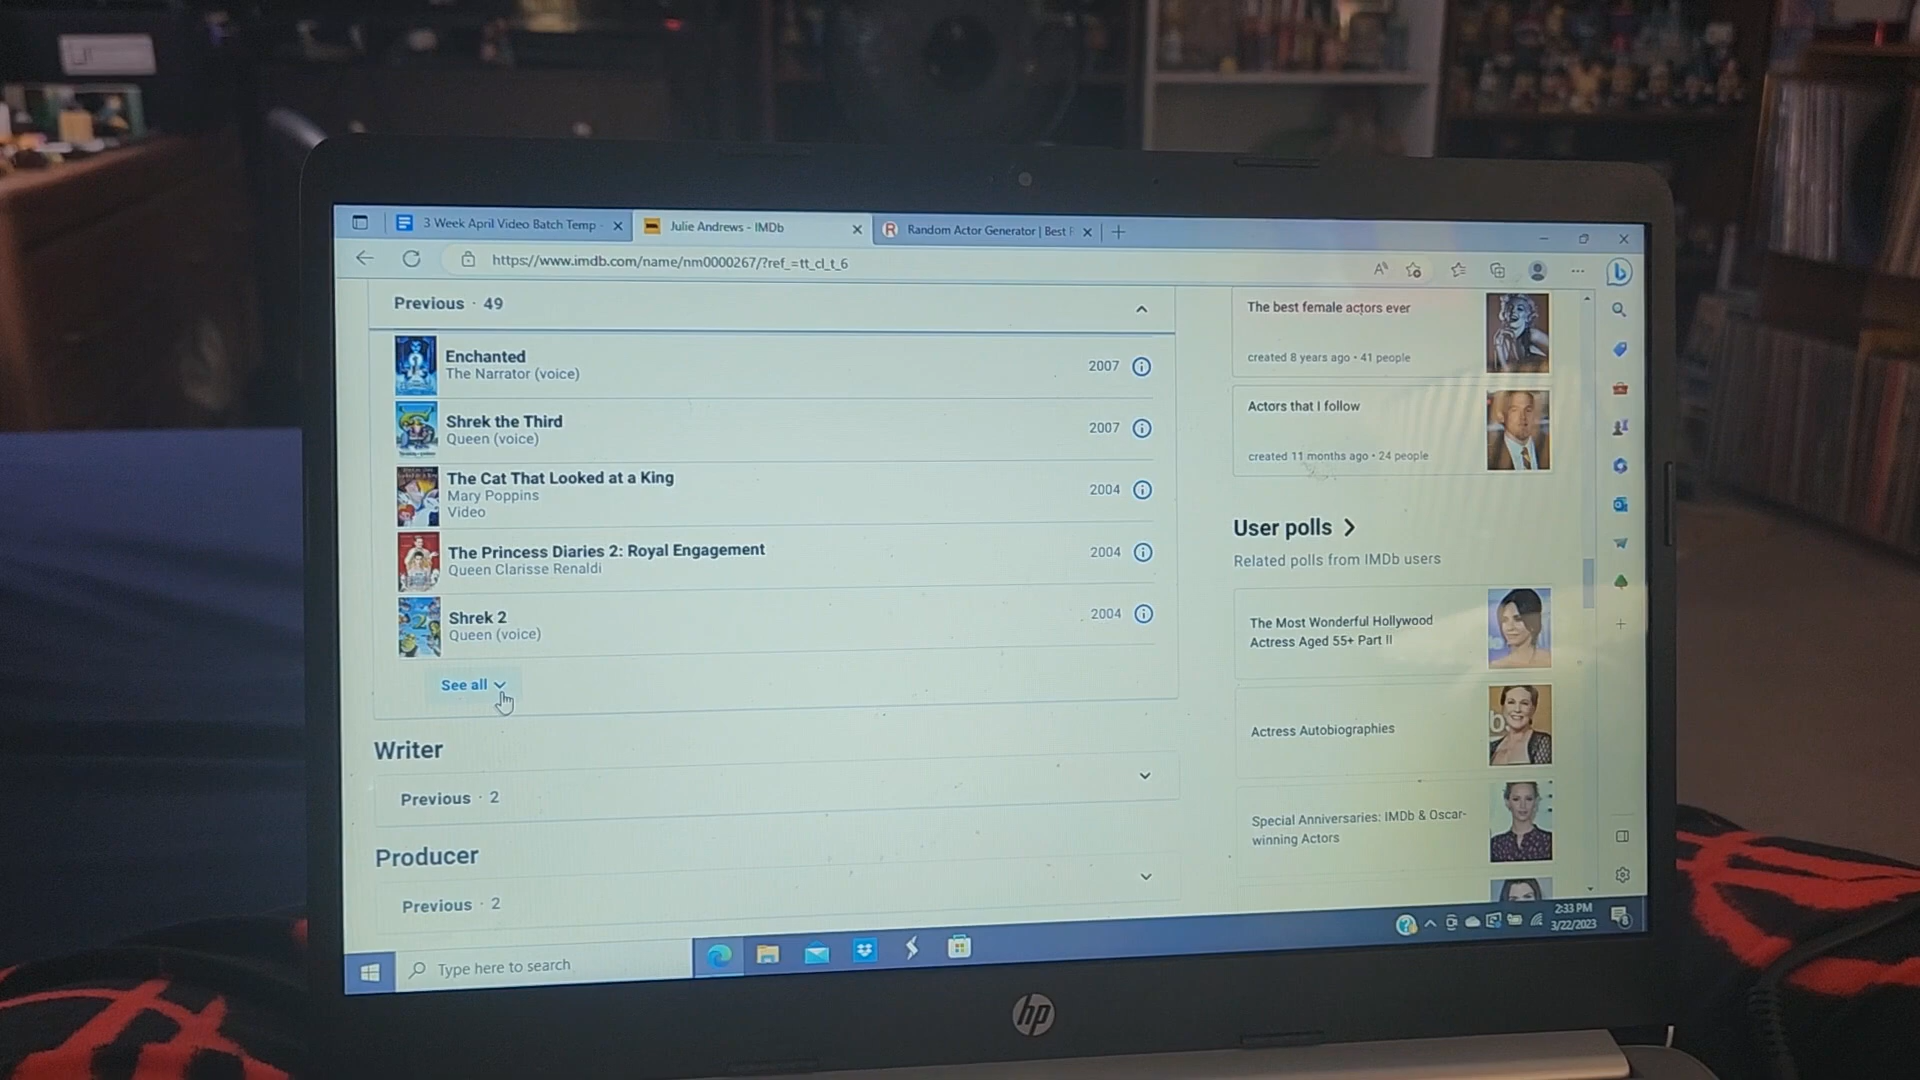 3 Week April Video Batch Temp -
Julie Andrews - IMDb
R
Random Actor Generator | Best F
https://www.imdb.com/name/nm0000267/?ref_=tt_cl_t_6
Previous · 49
Enchanted
The Narrator (voice)
2007
Shrek the Third
Queen (voice)
2007
The Cat That Looked at a King
Mary Poppins
Video
2004
The Princess Diaries 2: Royal Engagement
Queen Clarisse Renaldi
2004
Shrek 2
Queen (voice)
2004
See all
Writer
Previous · 2
Producer
Previous · 2
The best female actors ever
created 8 years ago • 41 people
Actors that I follow
created 11 months ago • 24 people
User polls
Related polls from IMDb users
The Most Wonderful Hollywood
Actress Aged 55+ Part II
Actress Autobiographies
Special Anniversaries: IMDb & Oscar-
winning Actors
Type here to search
2:33 PM
3/22/2023
8
hp